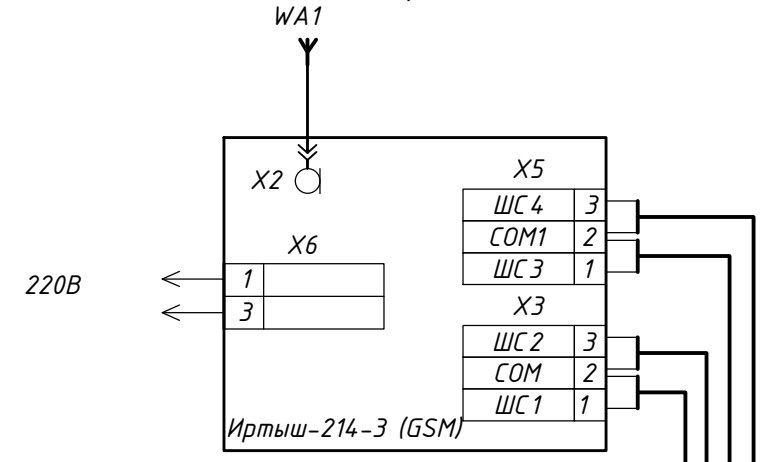 WA1
X2
X5
ШС4 3
COM1 2
ШС3 1
X6
1
3
220В
X3
ШС2 3
COM 2
ШС1 1
Иртыш-214-3 (GSM)